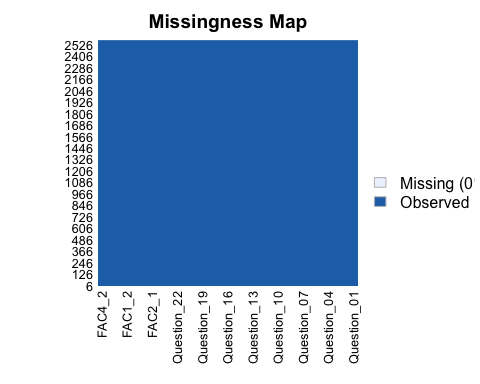 Missingness Map
2526
2406
2286
2166
2046
1926
1806
1686
1566
1446
1326
1206
1086
966
846
726
606
486
366
246
126
6
FAC4_2
FAC1_2
FAC2_1
Question_22
Question_19
Question_16
Question_13
Question_10
Question_07
Question_04
Question_01
Missing (0
Observed